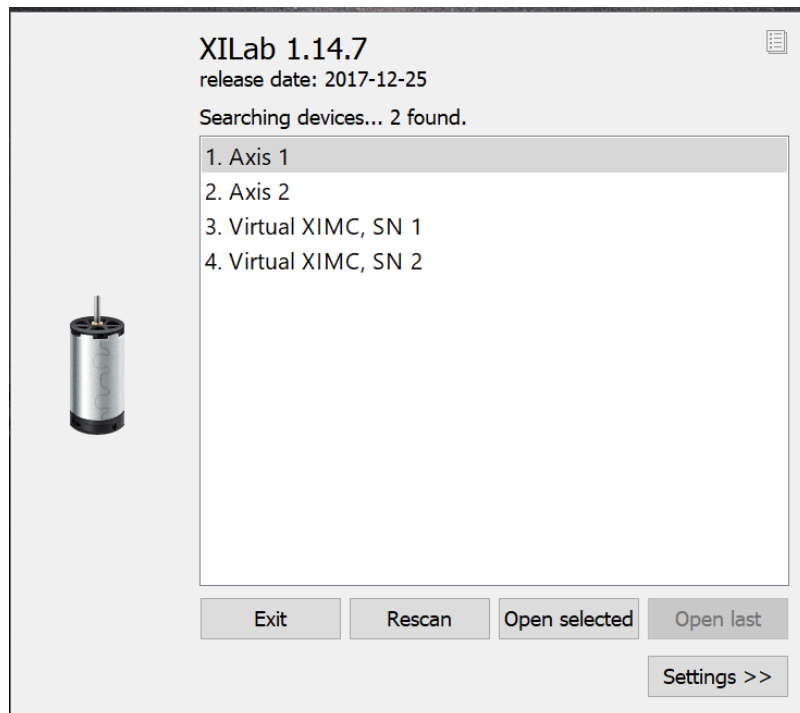 XILab 1.14.7
release date: 2017-12-25
Searching devices... 2 found.
1. Axis 1
2. Axis 2
3. Virtual XIMC, SN 1
4. Virtual XIMC, SN 2
Exit Rescan Open selected Open last
Settings >>